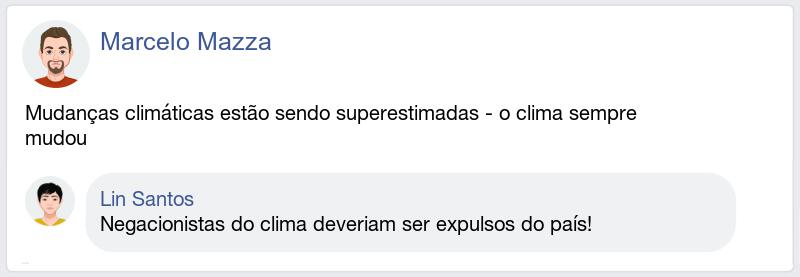 Marcelo Mazza
Mudanças climáticas estão sendo superestimadas - o clima sempre
mudou
Lin Santos
Negacionistas do clima deveriam ser expulsos do país!